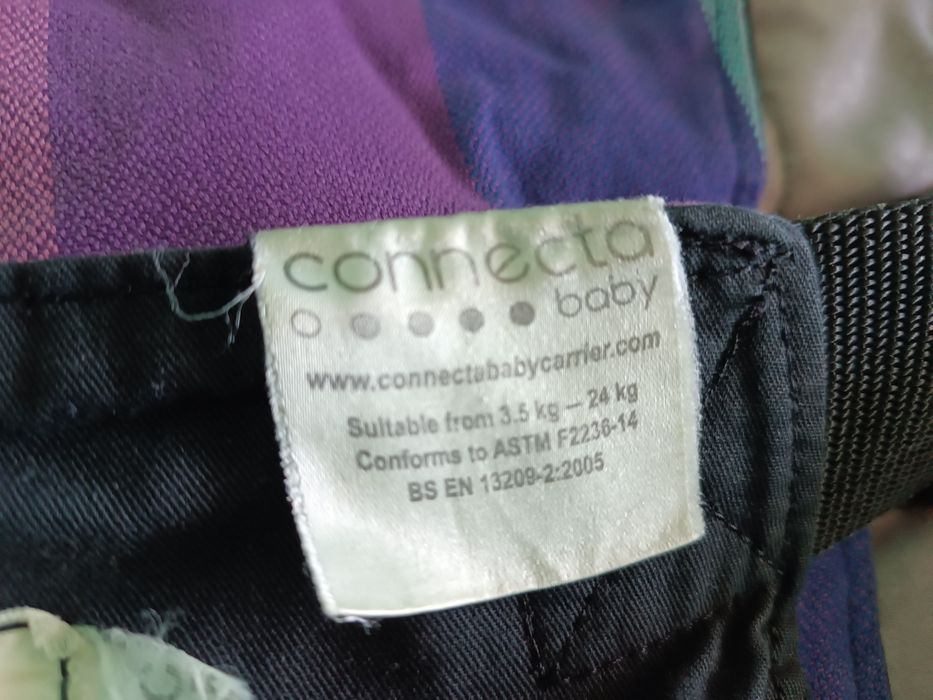 connecta
baby
www.connectababycarrier.com
Suitable from 3.5 kg – 24 kg
Conforms to ASTM F2236-14
BS EN 13209-2:2005